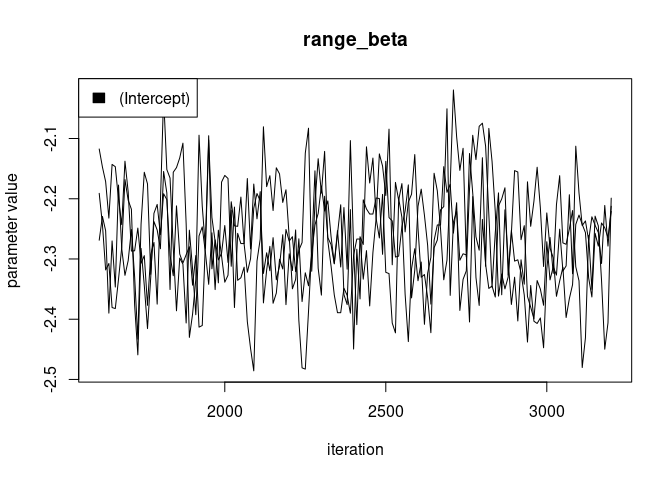 range_beta
(Intercept)
parameter value
-2.1
-2.2
-2.3
-2.4
-2.5
2000
2500
3000
iteration